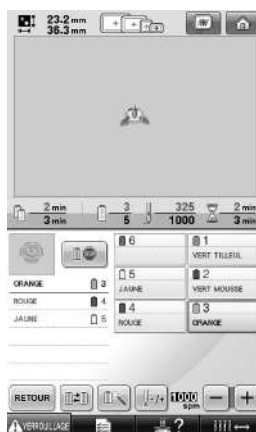 23.2 mm
36.3 mm
2 min
3 min
3
5
325
1000
2 min
3 min
6
1
VERT TILLEUL
5
JAUNE
2
VERT MOUSSE
4
ROUGE
3
ORANGE
ORANGE 3
ROUGE 4
JAUNE 5
RETOUR
1000 spm
VERROUILLAGE
?